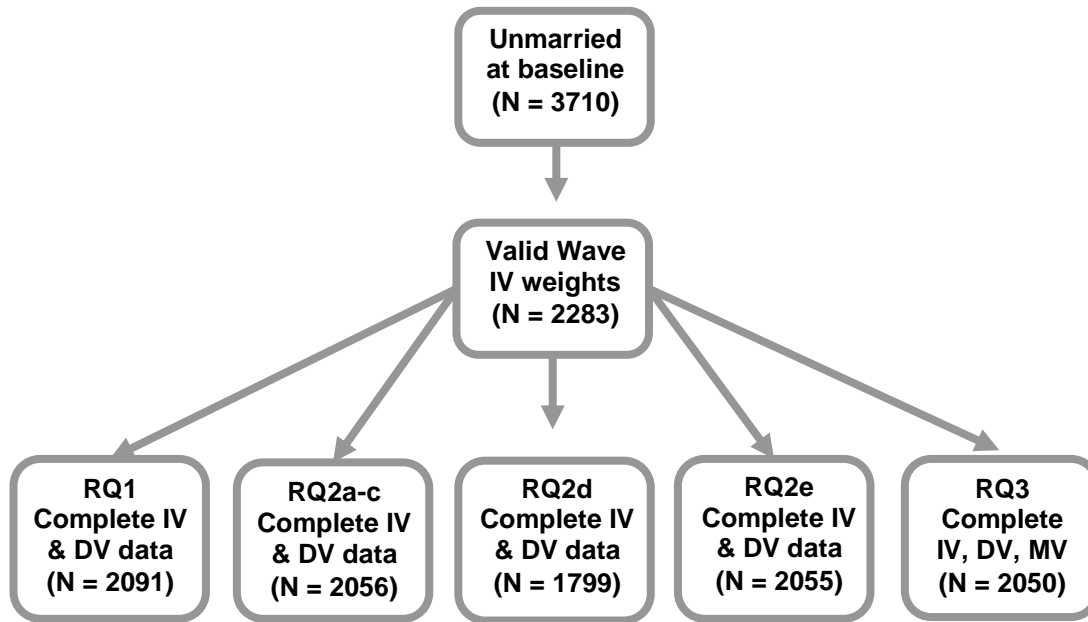 Unmarried
at baseline
(N = 3710)
Valid Wave
IV weights
(N = 2283)
RQ1
Complete IV
& DV data
(N = 2091)
RQ2a-c
Complete IV
& DV data
(N = 2056)
RQ2d
Complete IV
& DV data
(N = 1799)
RQ2e
Complete IV
& DV data
(N = 2055)
RQ3
Complete
IV, DV, MV
(N = 2050)